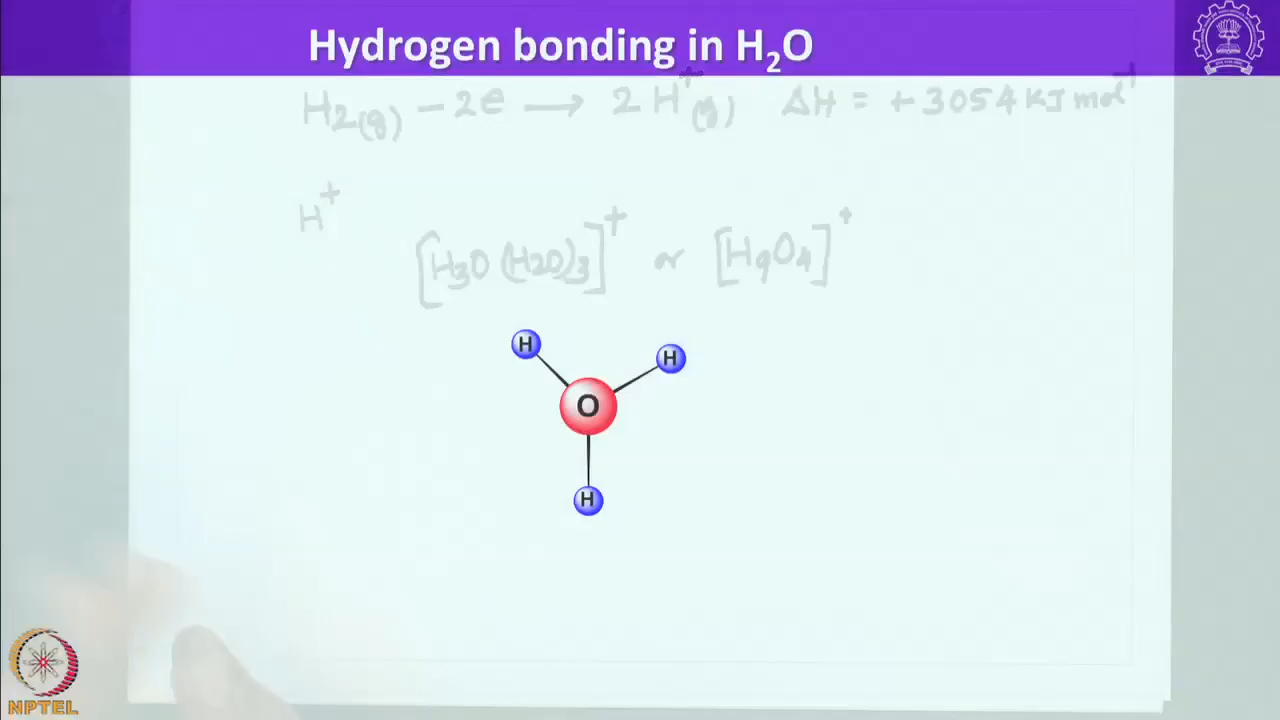 Hydrogen bonding in H₂O
H₂(g) – 2e ⟶ 2 H⁺(g) ΔH = + 3054 KJ mol⁻¹
H⁺
[H₃O (H₂O)₃]⁺ or [H₉O₄]⁺
H
H
O
H
NPTEL